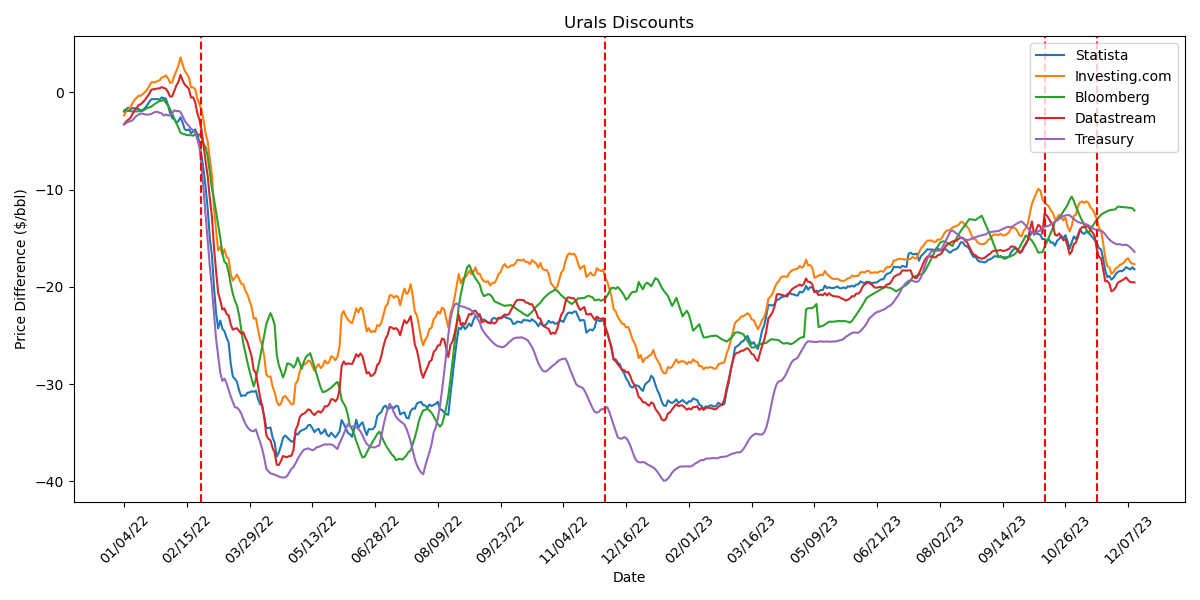 Urals Discounts
Statista
Investing.com
Bloomberg
Datastream
Treasury
Price Difference ($/bbl)
0
−10
−20
−30
−40
01/04/22
02/15/22
03/29/22
05/13/22
06/28/22
08/09/22
09/23/22
11/04/22
12/16/22
02/01/23
03/16/23
05/09/23
06/21/23
08/02/23
09/14/23
10/26/23
12/07/23
Date